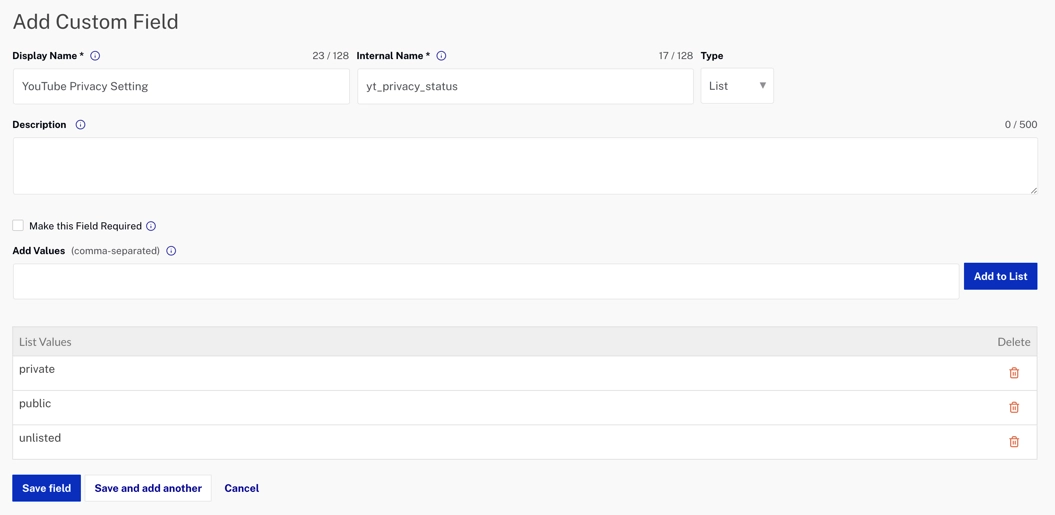 Add Custom Field
Display Name * 23 / 128 Internal Name * 17 / 128 Type
YouTube Privacy Setting yt_privacy_status List
Description 0 / 500
Make this Field Required
Add Values (comma-separated)
Add to List
List Values Delete
private
public
unlisted
Save field Save and add another Cancel